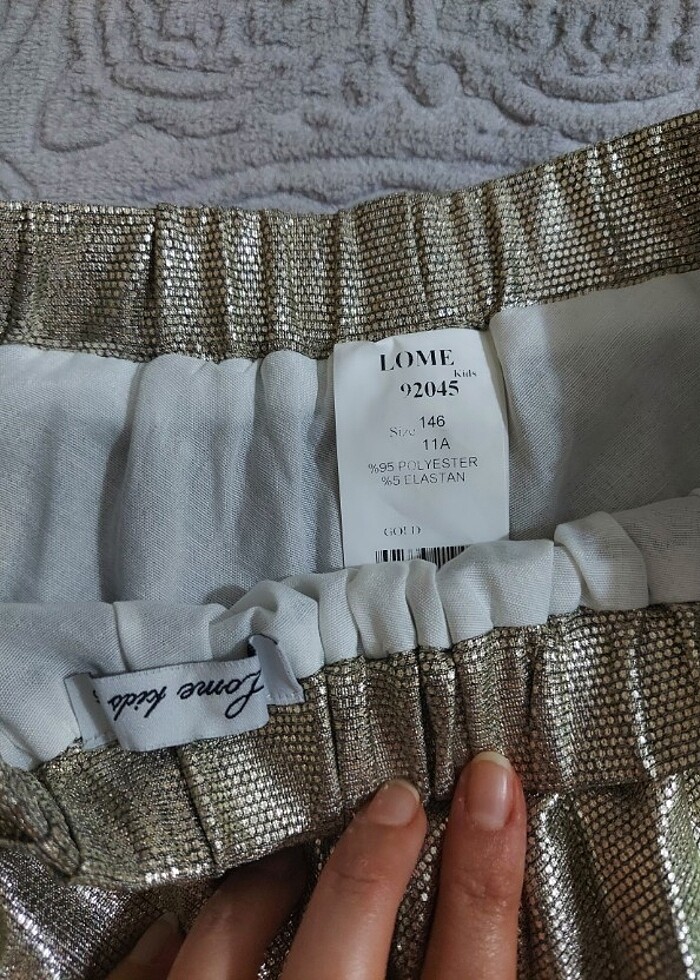 LOME
Kids
92045
Size 146
11A
%95 POLYESTER
%5 ELASTAN
GOLD
Lome kids